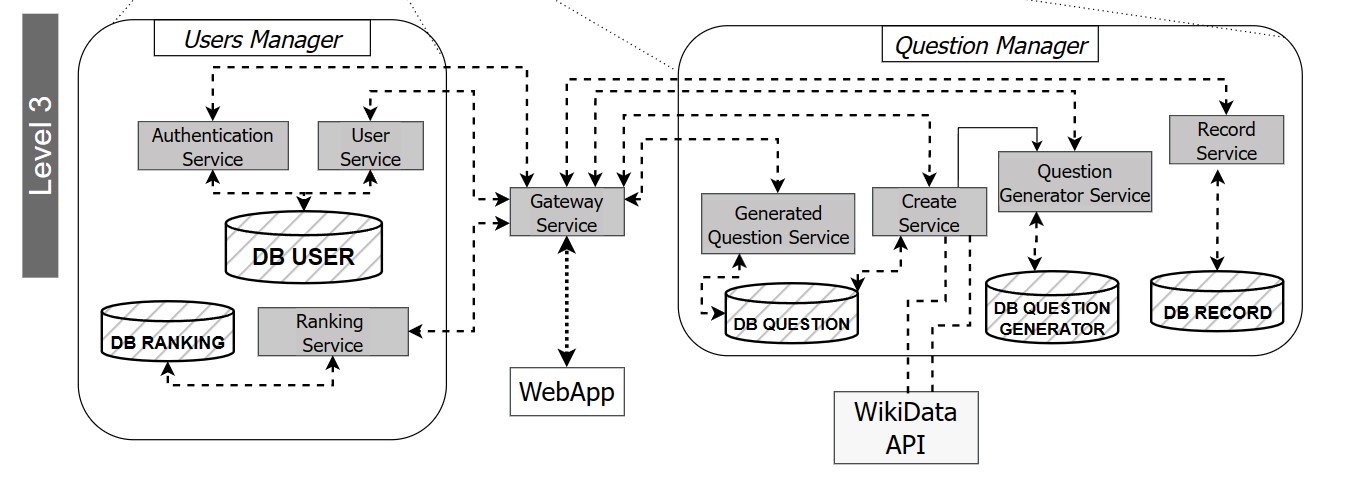 Level 3
Users Manager
Authentication
Service
User
Service
DB USER
DB RANKING
Ranking
Service
Gateway
Service
WebApp
Question Manager
Generated
Question Service
Create
Service
Question
Generator Service
Record
Service
DB QUESTION
DB QUESTION
GENERATOR
DB RECORD
WikiData
API